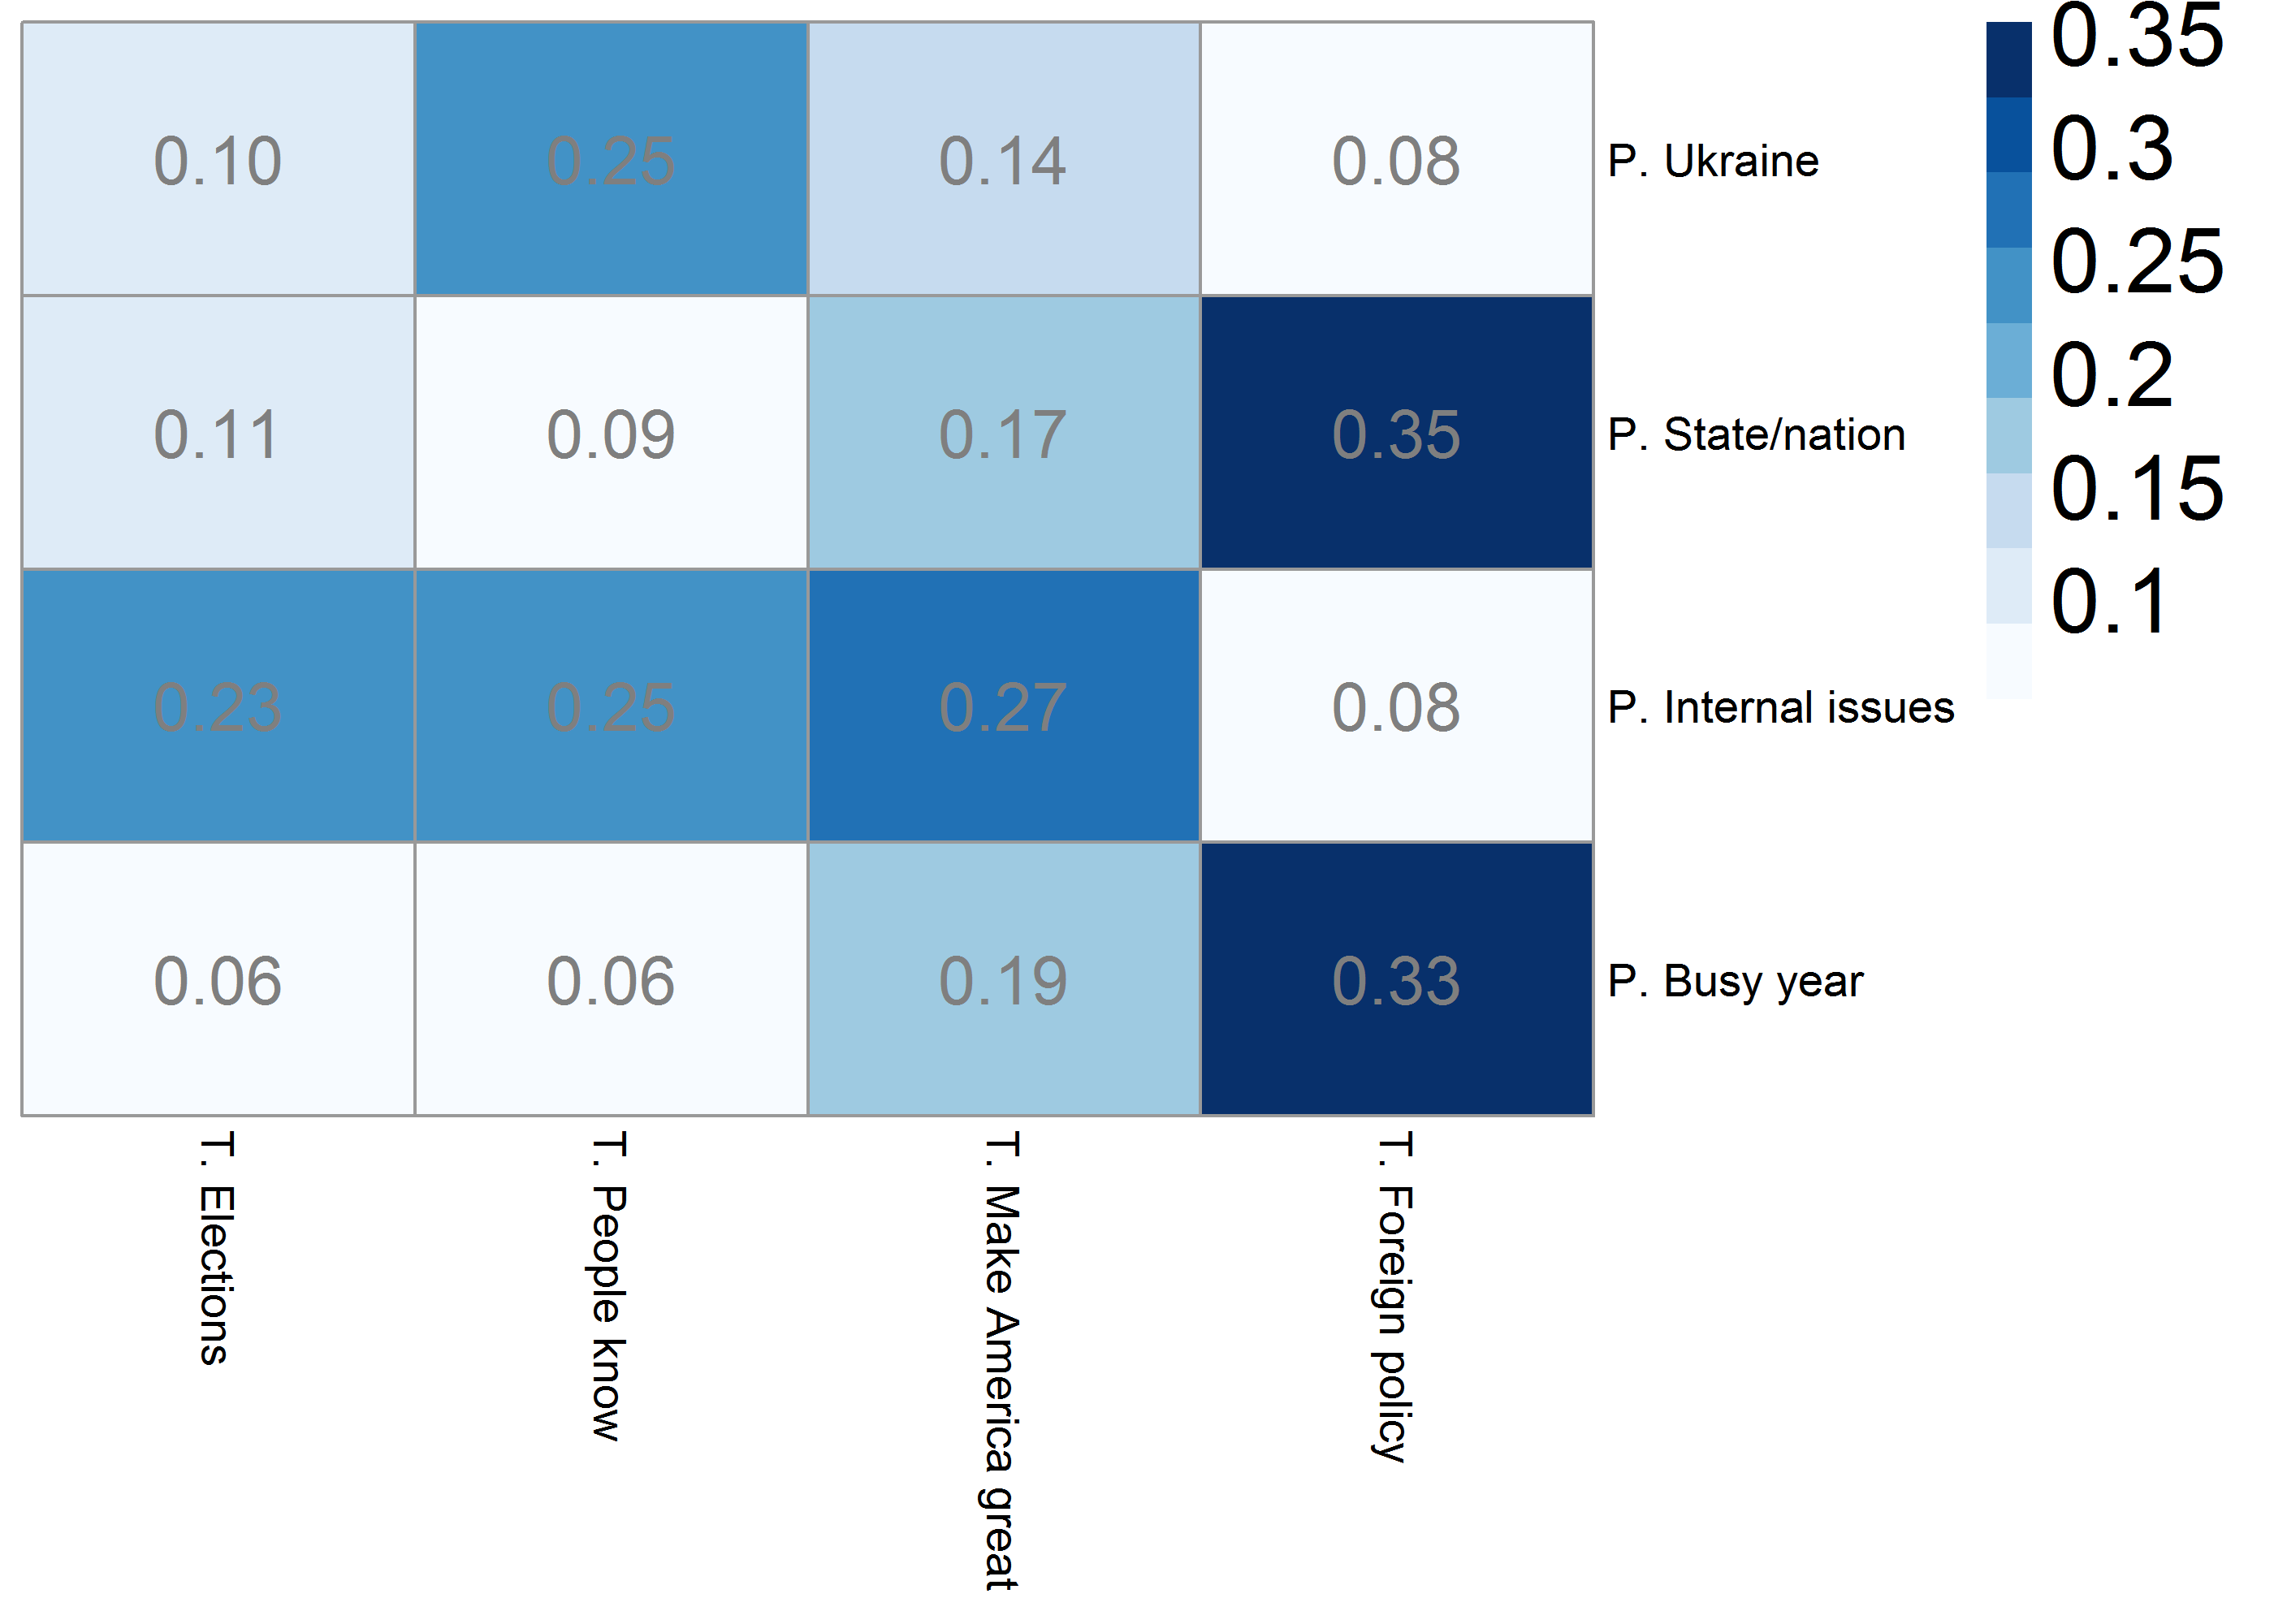 0.10 0.25 0.14 0.08 P. Ukraine
0.11 0.09 0.17 0.35 P. State/nation
0.23 0.25 0.27 0.08 P. Internal issues
0.06 0.06 0.19 0.33 P. Busy year
T. Elections
T. People know
T. Make America great
T. Foreign policy
0.35
0.3
0.25
0.2
0.15
0.1